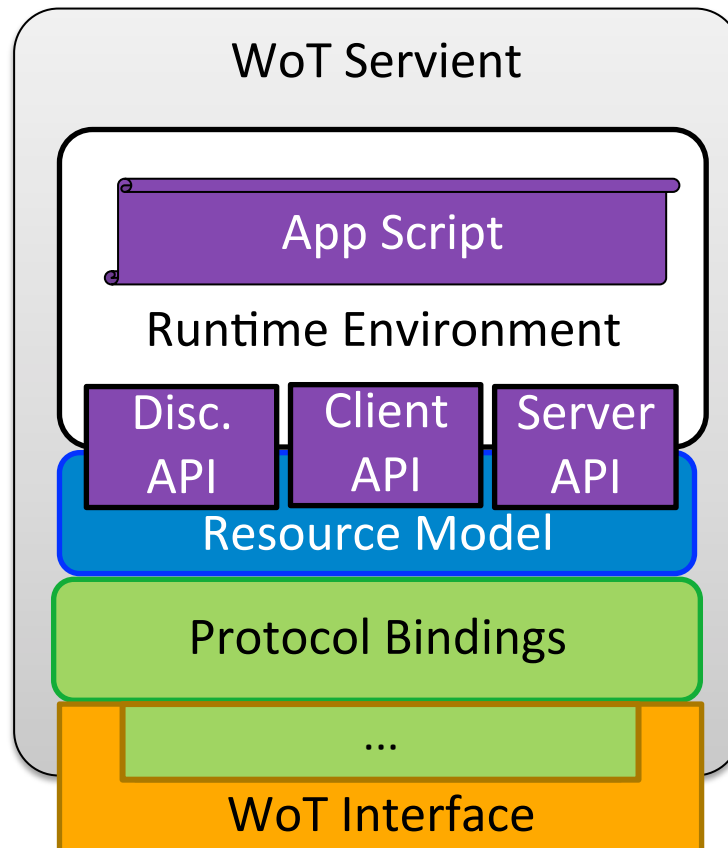 WoT Servient
App Script
Runtime Environment
Disc.
API
Client
API
Server
API
Resource Model
Protocol Bindings
...
WoT Interface